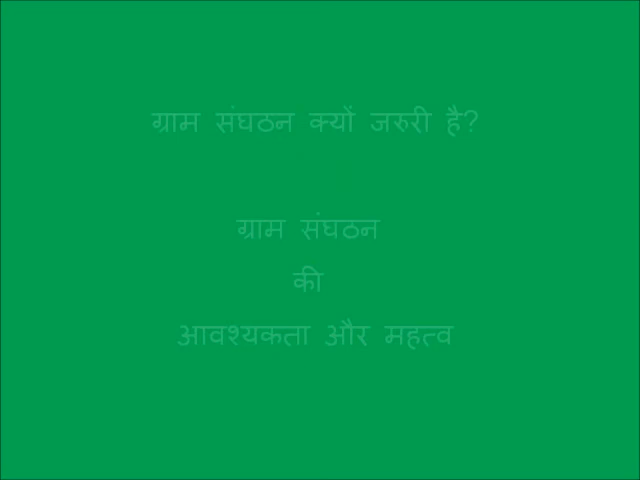 ग्राम संघठन क्यों जरुरी है?
ग्राम संघठन
की
आवश्यकता और महत्व